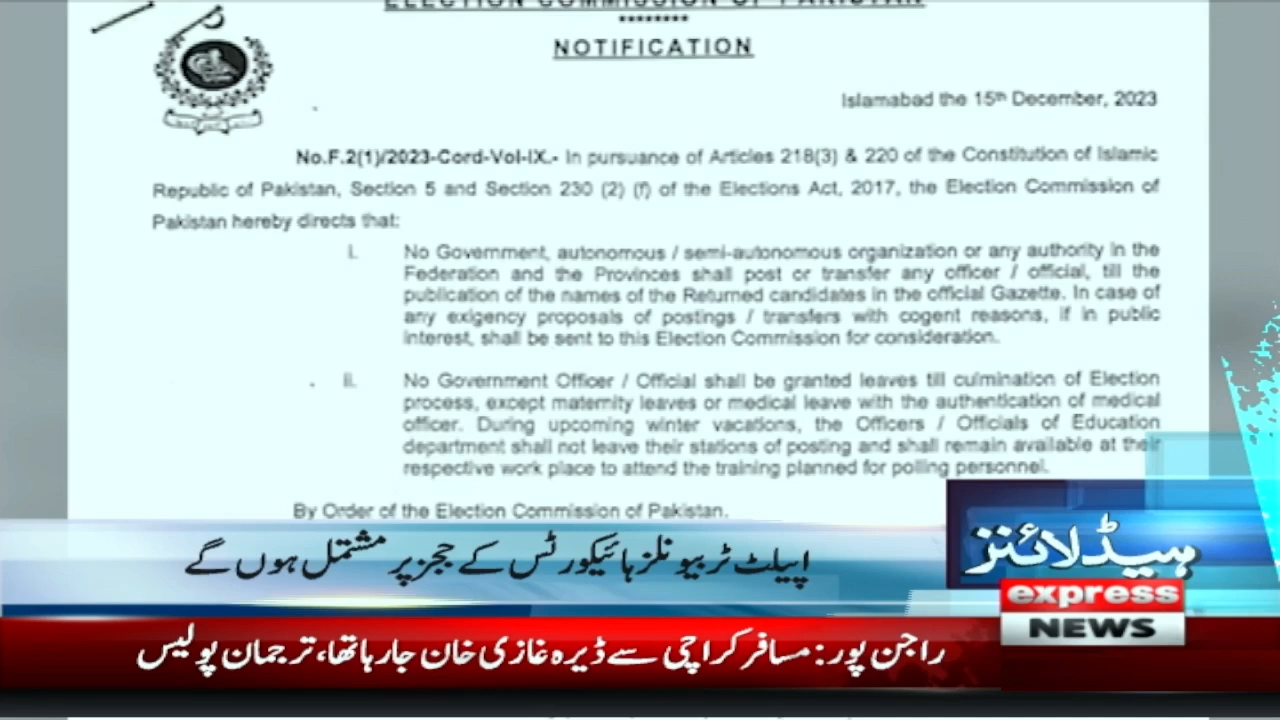 ELECTION COMMISSION OF PAKISTAN
********
NOTIFICATION
Islamabad the 15th December, 2023
No.F.2(1)/2023-Cord-Vol-IX.- In pursuance of Articles 218(3) & 220 of the Constitution of Islamic
Republic of Pakistan, Section 5 and Section 230 (2) (f) of the Elections Act, 2017, the Election Commission of
Pakistan hereby directs that:
i. No Government, autonomous / semi-autonomous organization or any authority in the
Federation and the Provinces shall post or transfer any officer / official, till the
publication of the names of the Returned candidates in the official Gazette. In case of
any exigency proposals of postings / transfers with cogent reasons, if in public
interest, shall be sent to this Election Commission for consideration.
ii. No Government Officer / Official shall be granted leaves till culmination of Election
process, except maternity leaves or medical leave with the authentication of medical
officer. During upcoming winter vacations, the Officers / Officials of Education
department shall not leave their stations of posting and shall remain available at their
respective work place to attend the training planned for polling personnel.
By Order of the Election Commission of Pakistan.
اپیلٹ ٹربیونلز ہائیکورٹس کے ججز پر مشتمل ہوں گے
ہیڈلائنز
express
NEWS
راجن پور: مسافر کراچی سے ڈیرہ غازی خان جا رہا تھا، ترجمان پولیس